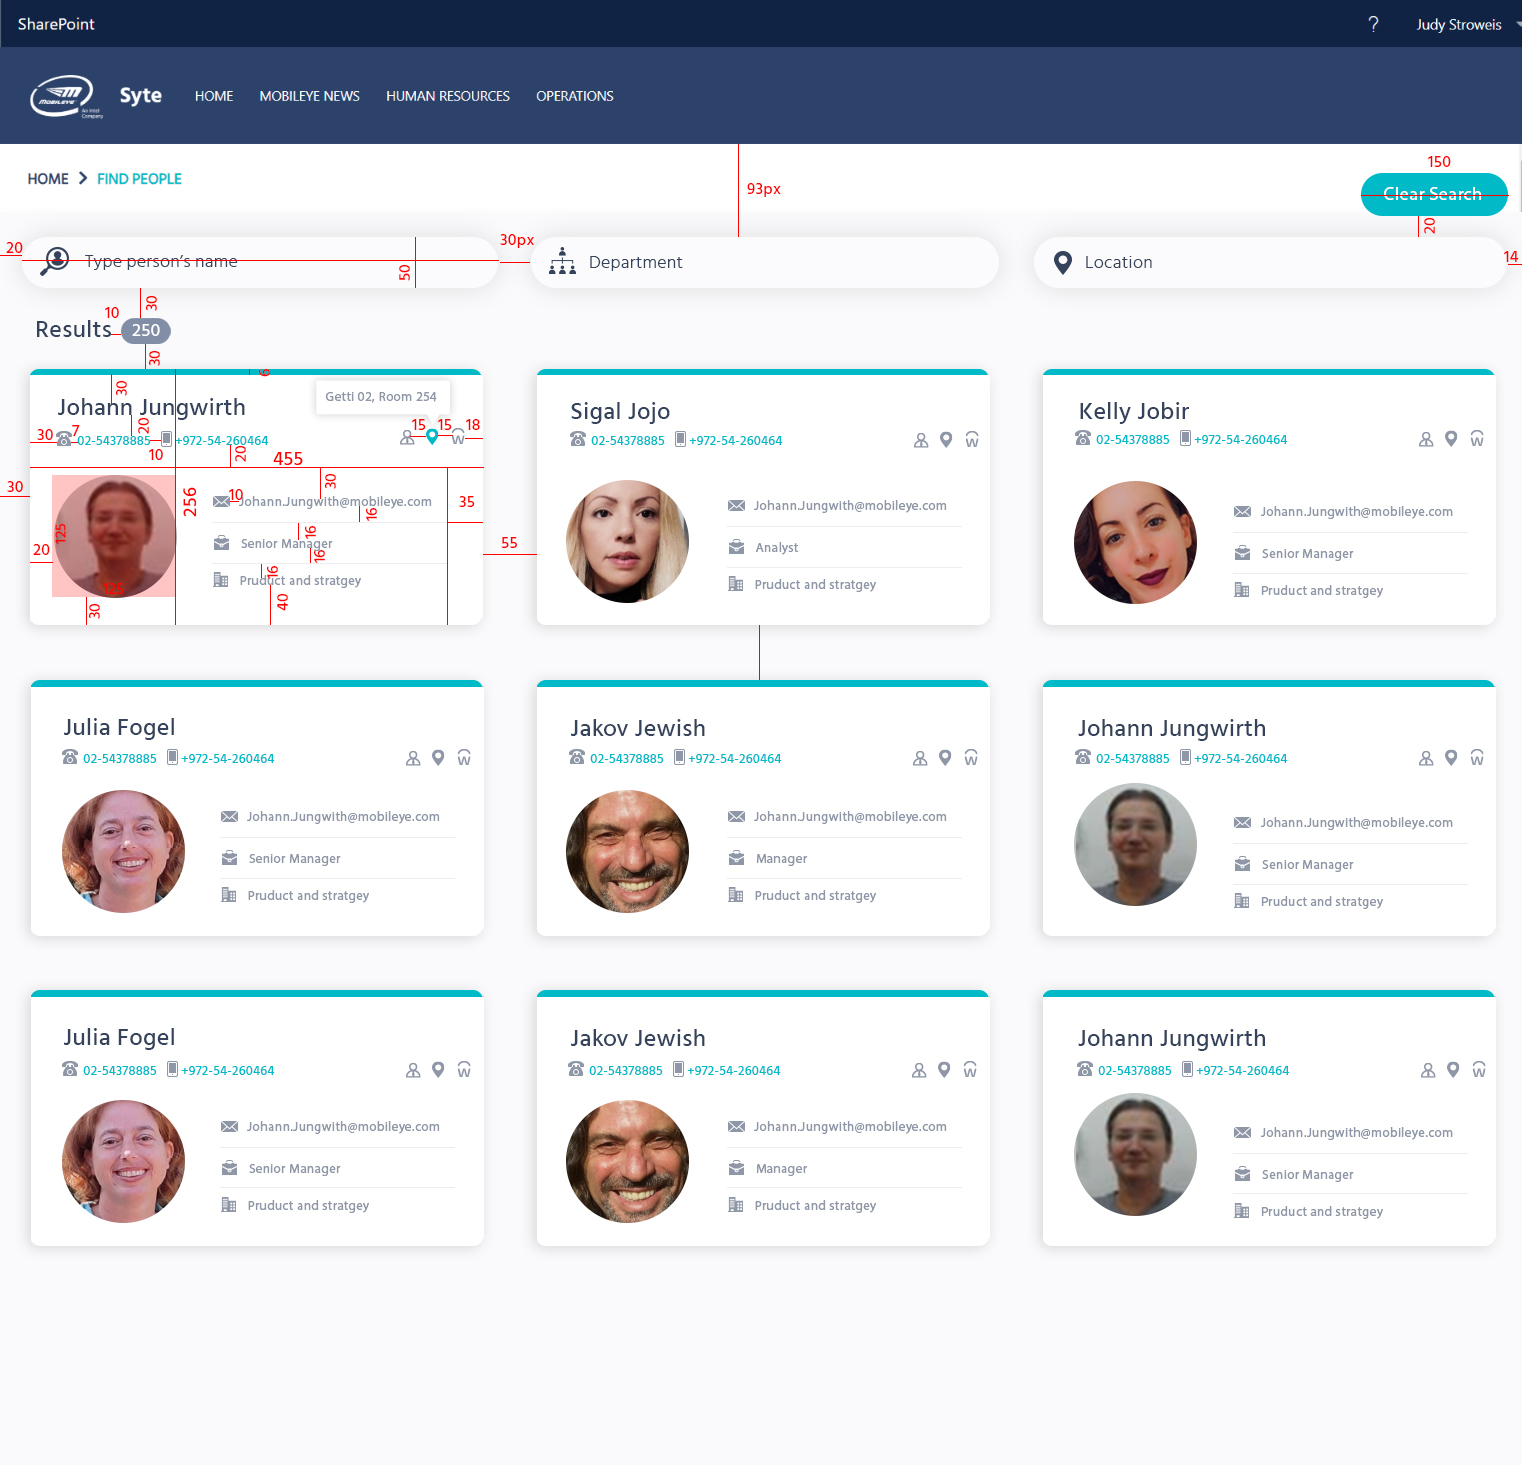 SharePoint
? Judy Stroweis
MOBILEYE
An Intel
Company
Syte HOME MOBILEYE NEWS HUMAN RESOURCES OPERATIONS
HOME > FIND PEOPLE
93px
150
Clear Search
20
20
Type person's name
50
30px
Department
Location
14
30
10
Results 250
30
6
30
Johann Jungwirth
Getti 02, Room 254
20
15 15 18
30 7
02-54378885 +972-54-260464
10
20
455
30
256
30
10
Johann.Jungwith@mobileye.com
35
16
125
16
Senior Manager
20
16
16
Pruduct and stratgey
125
30
40
55
Sigal Jojo
02-54378885 +972-54-260464
Johann.Jungwith@mobileye.com
Analyst
Pruduct and stratgey
Kelly Jobir
02-54378885 +972-54-260464
Johann.Jungwith@mobileye.com
Senior Manager
Pruduct and stratgey
Julia Fogel
02-54378885 +972-54-260464
Johann.Jungwith@mobileye.com
Senior Manager
Pruduct and stratgey
Jakov Jewish
02-54378885 +972-54-260464
Johann.Jungwith@mobileye.com
Manager
Pruduct and stratgey
Johann Jungwirth
02-54378885 +972-54-260464
Johann.Jungwith@mobileye.com
Senior Manager
Pruduct and stratgey
Julia Fogel
02-54378885 +972-54-260464
Johann.Jungwith@mobileye.com
Senior Manager
Pruduct and stratgey
Jakov Jewish
02-54378885 +972-54-260464
Johann.Jungwith@mobileye.com
Manager
Pruduct and stratgey
Johann Jungwirth
02-54378885 +972-54-260464
Johann.Jungwith@mobileye.com
Senior Manager
Pruduct and stratgey